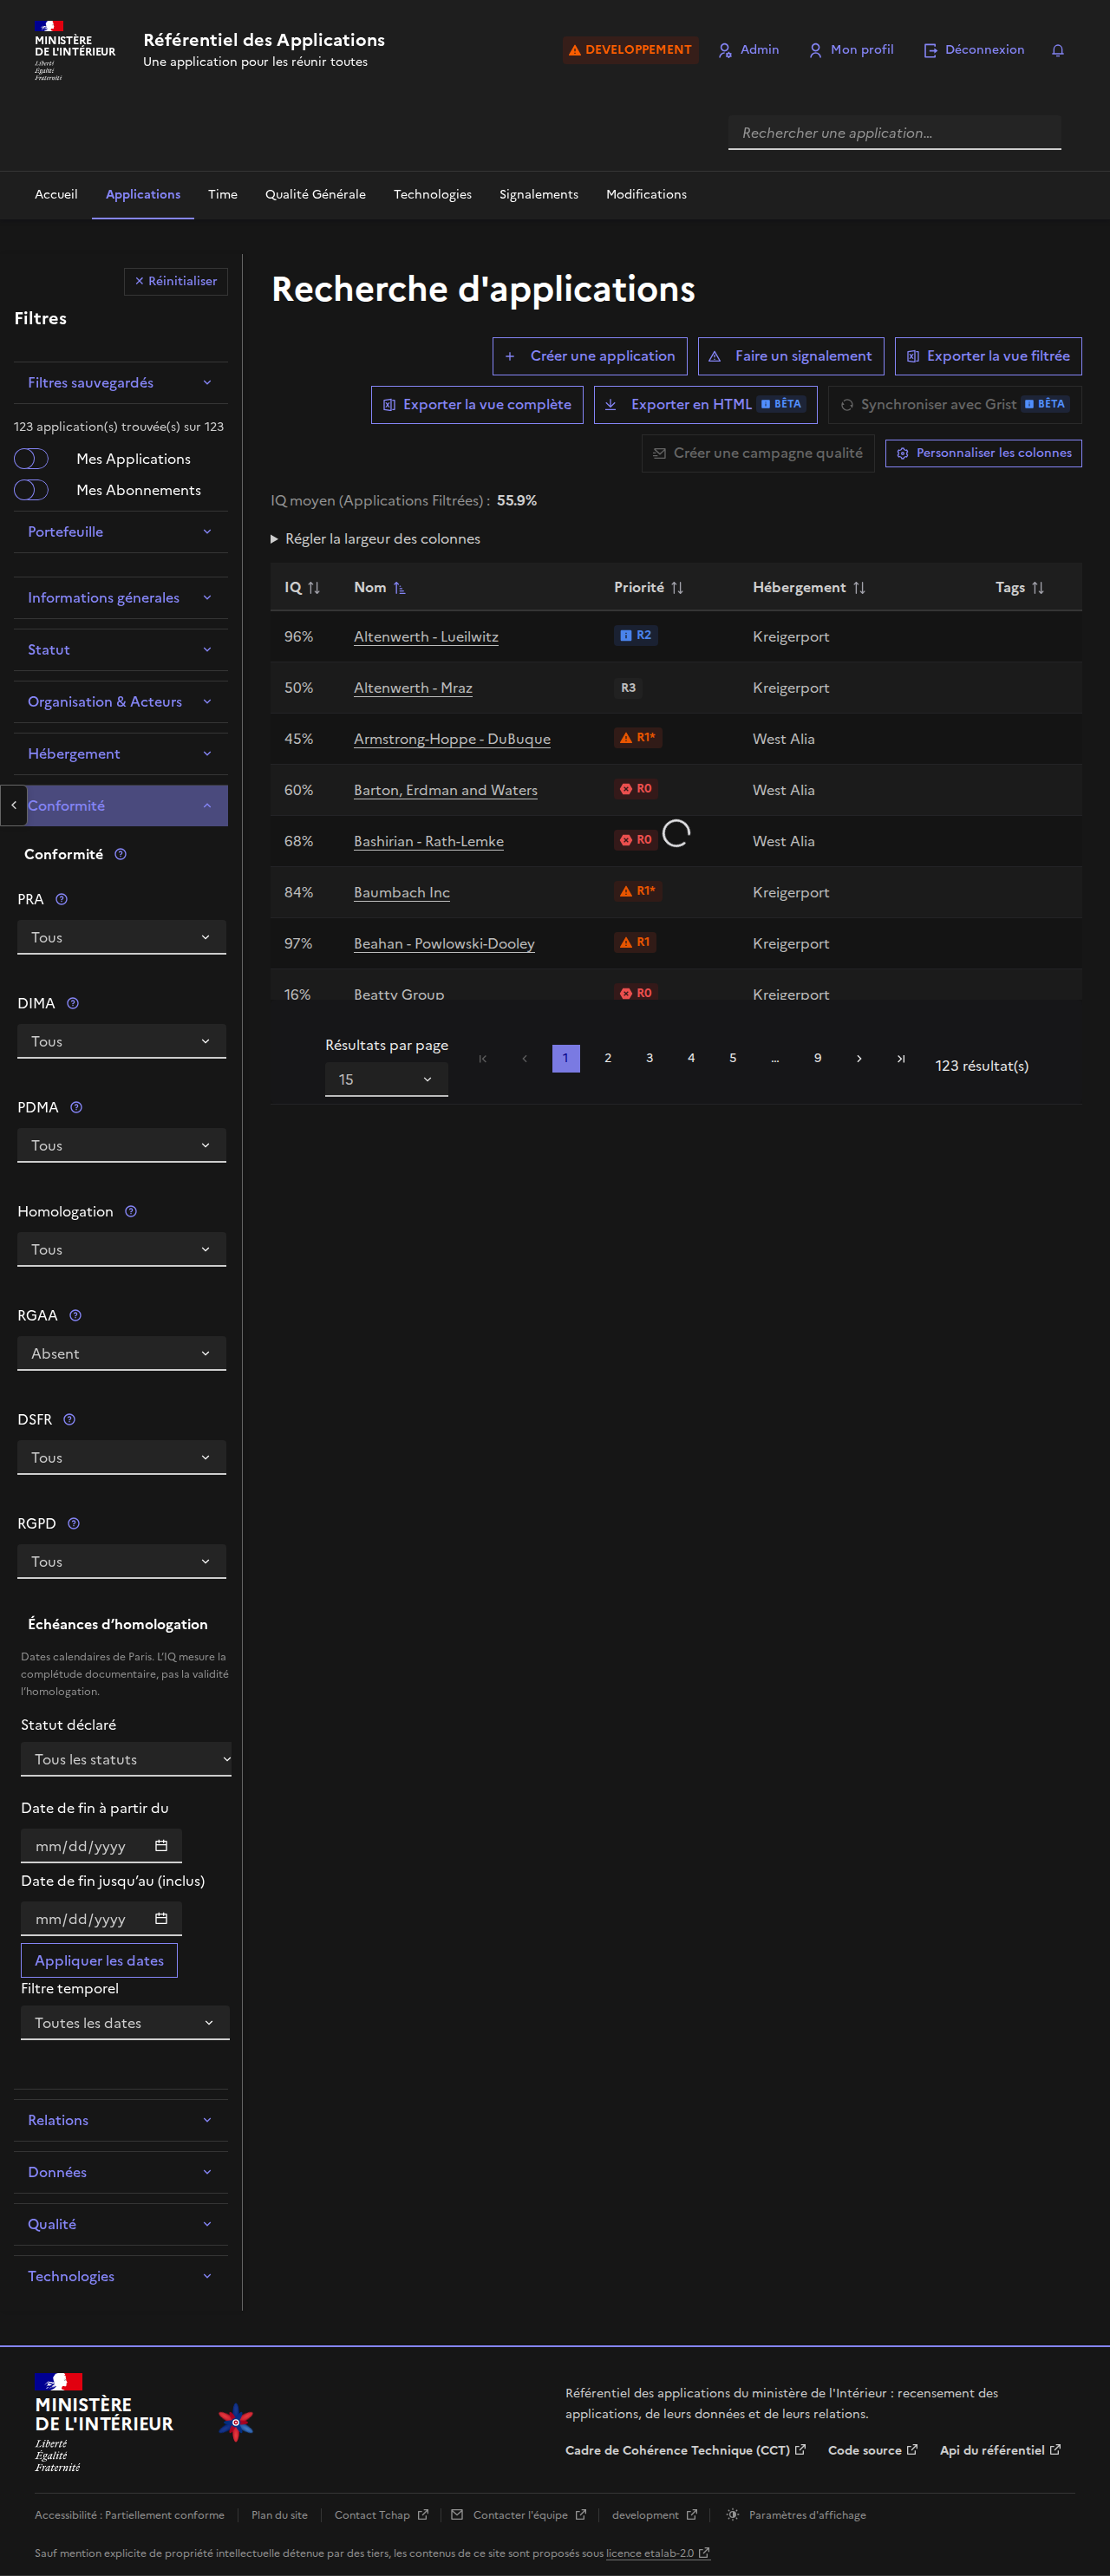 MINISTÈRE
DE L'INTÉRIEUR
Liberté
Égalité
Fraternité
Référentiel des Applications
Une application pour les réunir toutes
DEVELOPPEMENT
Admin
Mon profil
Déconnexion
Rechercher une application...
Accueil
Applications
Time
Qualité Générale
Technologies
Signalements
Modifications
Réinitialiser
Filtres
Filtres sauvegardés
123 application(s) trouvée(s) sur 123
Mes Applications
Mes Abonnements
Portefeuille
Informations génerales
Statut
Organisation & Acteurs
Hébergement
Conformité
Conformité
PRA
Tous
DIMA
Tous
PDMA
Tous
Homologation
Tous
RGAA
Absent
DSFR
Tous
RGPD
Tous
Échéances d’homologation
Dates calendaires de Paris. L’IQ mesure la
complétude documentaire, pas la validité
l’homologation.
Statut déclaré
Tous les statuts
Date de fin à partir du
mm/dd/yyyy
Date de fin jusqu’au (inclus)
mm/dd/yyyy
Appliquer les dates
Filtre temporel
Toutes les dates
Relations
Données
Qualité
Technologies
Recherche d'applications
Créer une application
Faire un signalement
Exporter la vue filtrée
Exporter la vue complète
Exporter en HTML BÊTA
Synchroniser avec Grist BÊTA
Créer une campagne qualité
Personnaliser les colonnes
IQ moyen (Applications Filtrées) : 55.9%
Régler la largeur des colonnes
IQ Nom Priorité Hébergement Tags
96% Altenwerth - Lueilwitz R2 Kreigerport
50% Altenwerth - Mraz R3 Kreigerport
45% Armstrong-Hoppe - DuBuque R1* West Alia
60% Barton, Erdman and Waters R0 West Alia
68% Bashirian - Rath-Lemke R0 West Alia
84% Baumbach Inc R1* Kreigerport
97% Beahan - Powlowski-Dooley R1 Kreigerport
16% Beatty Group R0 Kreigerport
Résultats par page
15
1 2 3 4 5 … 9
123 résultat(s)
MINISTÈRE
DE L'INTÉRIEUR
Liberté
Égalité
Fraternité
Référentiel des applications du ministère de l'Intérieur : recensement des
applications, de leurs données et de leurs relations.
Cadre de Cohérence Technique (CCT)
Code source
Api du référentiel
Accessibilité : Partiellement conforme
Plan du site
Contact Tchap
Contacter l'équipe
development
Paramètres d'affichage
Sauf mention explicite de propriété intellectuelle détenue par des tiers, les contenus de ce site sont proposés sous licence etalab-2.0